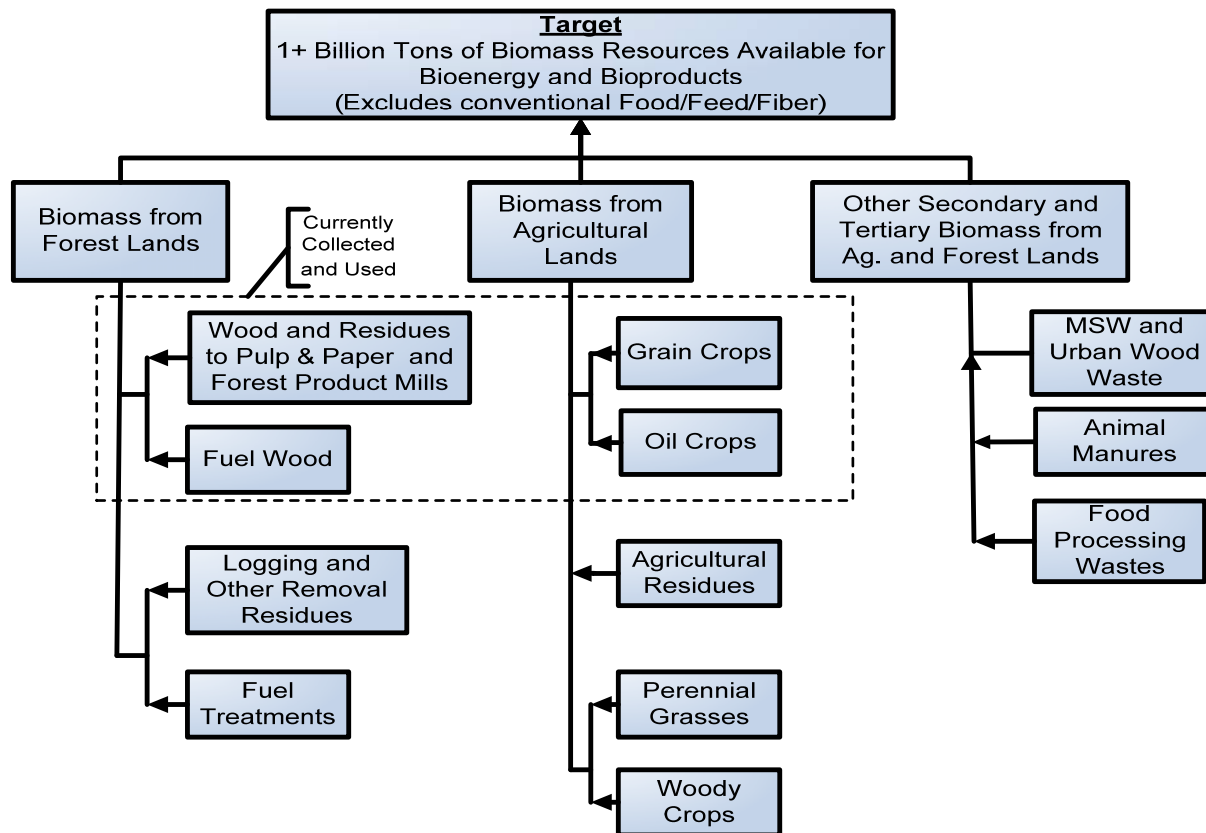 Target
1+ Billion Tons of Biomass Resources Available for
Bioenergy and Bioproducts
(Excludes conventional Food/Feed/Fiber)
Biomass from
Forest Lands
Currently
Collected
and Used
Biomass from
Agricultural
Lands
Other Secondary and
Tertiary Biomass from
Ag. and Forest Lands
Wood and Residues
to Pulp & Paper and
Forest Product Mills
Fuel Wood
Logging and
Other Removal
Residues
Fuel
Treatments
Grain Crops
Oil Crops
Agricultural
Residues
Perennial
Grasses
Woody
Crops
MSW and
Urban Wood
Waste
Animal
Manures
Food
Processing
Wastes